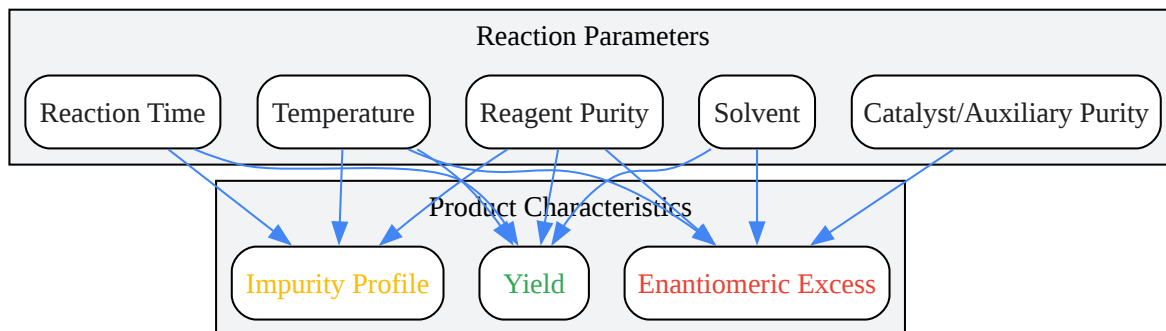 Reaction Parameters
Reaction Time
Temperature
Reagent Purity
Solvent
Catalyst/Auxiliary Purity
Product Characteristics
Impurity Profile
Yield
Enantiomeric Excess